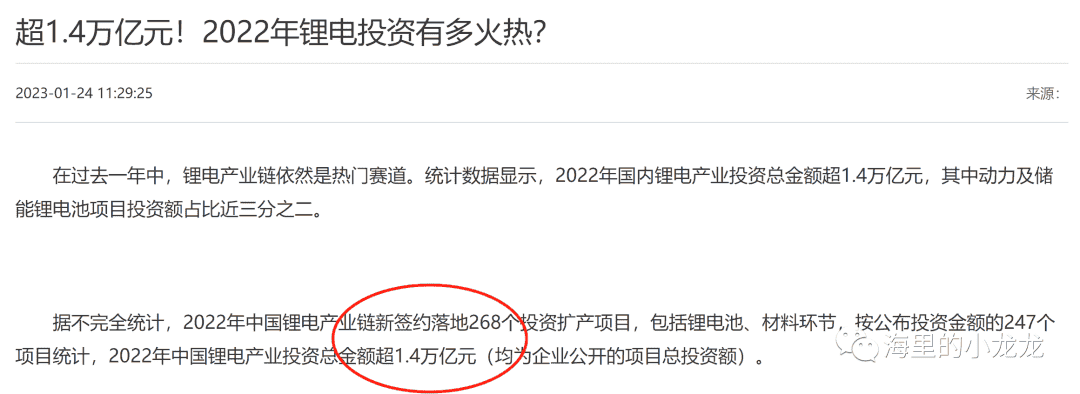 超1.4万亿元！2022年锂电投资有多火热？
2023-01-24 11:29:25
来源：
在过去一年中，锂电产业链依然是热门赛道。统计数据显示，2022年国内锂电产业投资总金额超1.4万亿元，其中动力及储
能锂电池项目投资额占比近三分之二。
据不完全统计，2022年中国锂电产业链新签约落地268个投资扩产项目，包括锂电池、材料环节，按公布投资金额的247个
项目统计，2022年中国锂电产业投资总金额超1.4万亿元（均为企业公开的项目总投资额）。
海里的小龙龙